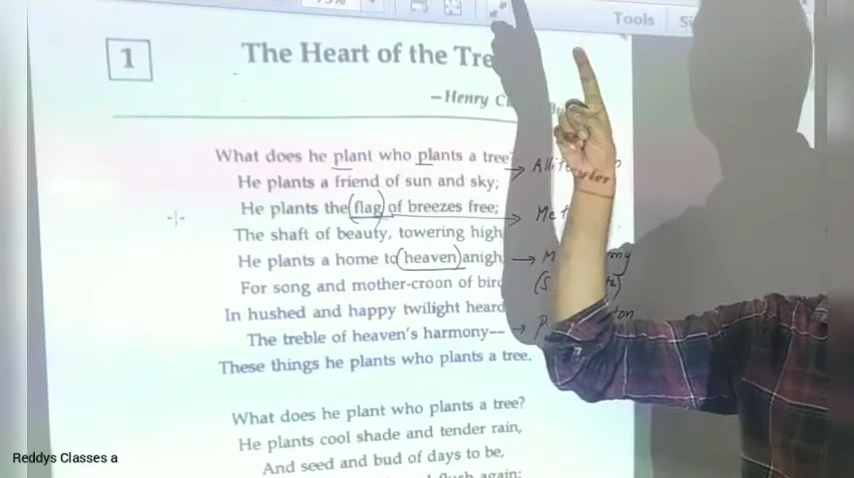 Tools
1
The Heart of the Tre
–Henry C
What does he plant who plants a tree?
He plants a friend of sun and sky;
He plants the flag of breezes free;
The shaft of beauty, towering high
He plants a home to heaven anigh
For song and mother-croon of bird
In hushed and happy twilight heard
The treble of heaven's harmony--
These things he plants who plants a tree.
What does he plant who plants a tree?
He plants cool shade and tender rain,
And seed and bud of days to be,
again:
Reddys Classes a